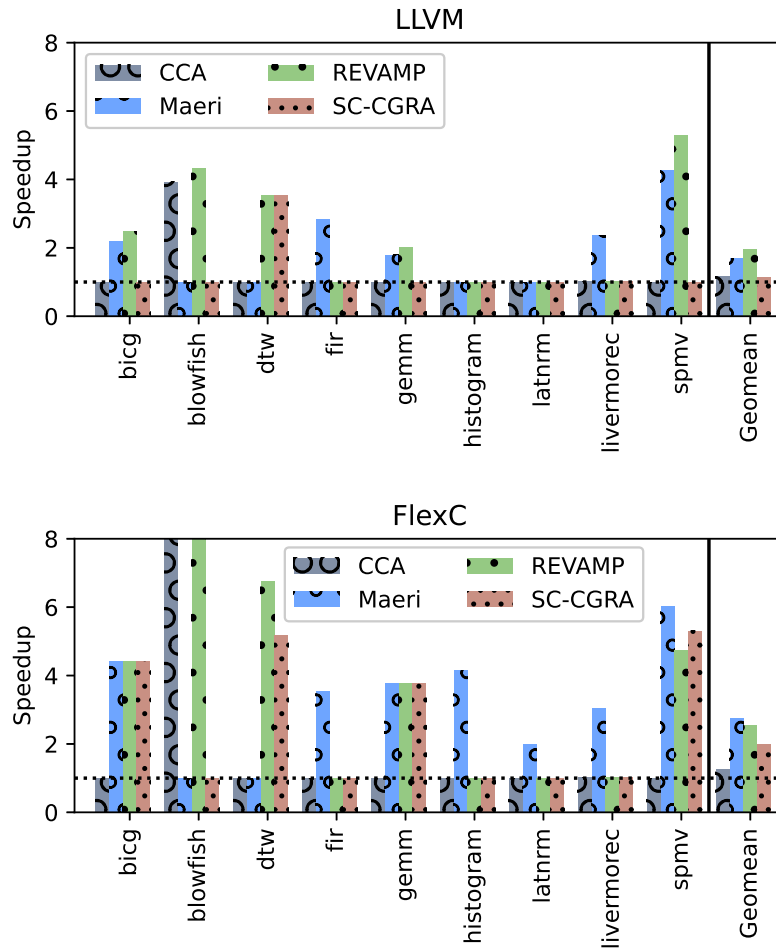 LLVM
8
6
4
2
0
Speedup
CCA
Maeri
REVAMP
SC-CGRA
bicg
blowfish
dtw
fir
gemm
histogram
latnrm
livermorec
spmv
Geomean
FlexC
8
6
4
2
0
Speedup
CCA
Maeri
REVAMP
SC-CGRA
bicg
blowfish
dtw
fir
gemm
histogram
latnrm
livermorec
spmv
Geomean